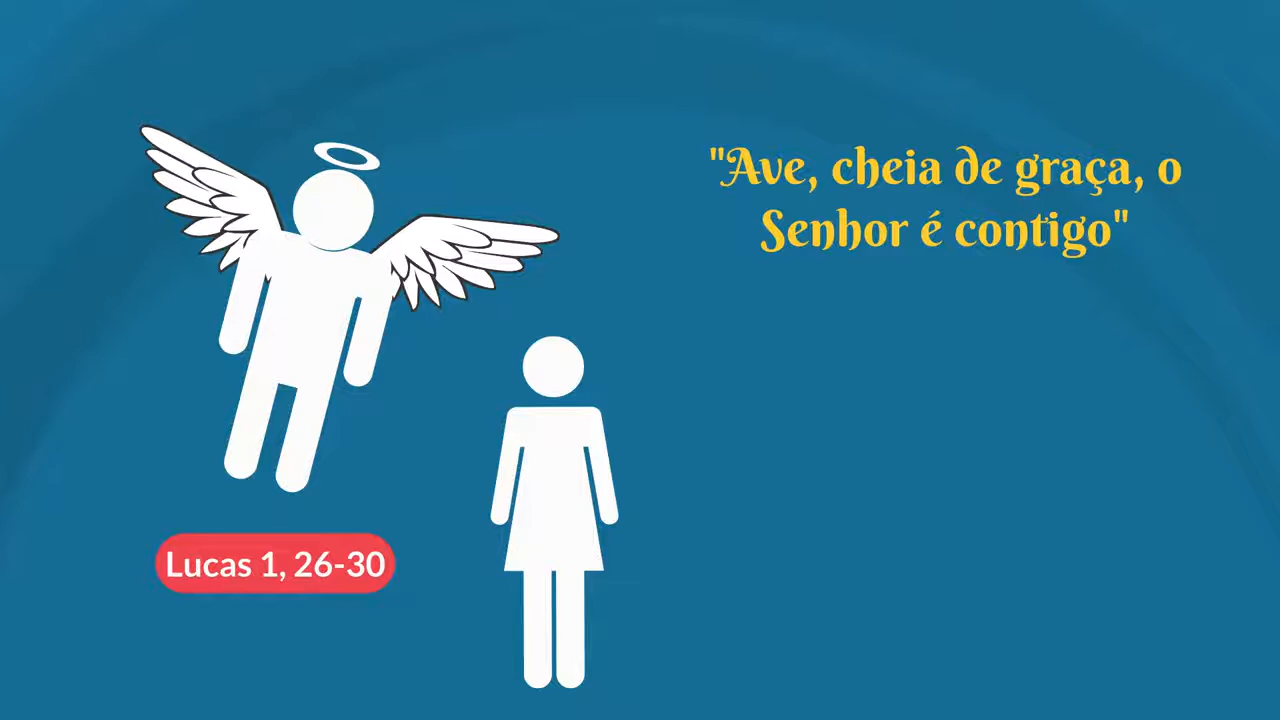 "Ave, cheia de graça, o
Senhor é contigo"
Lucas 1, 26-30